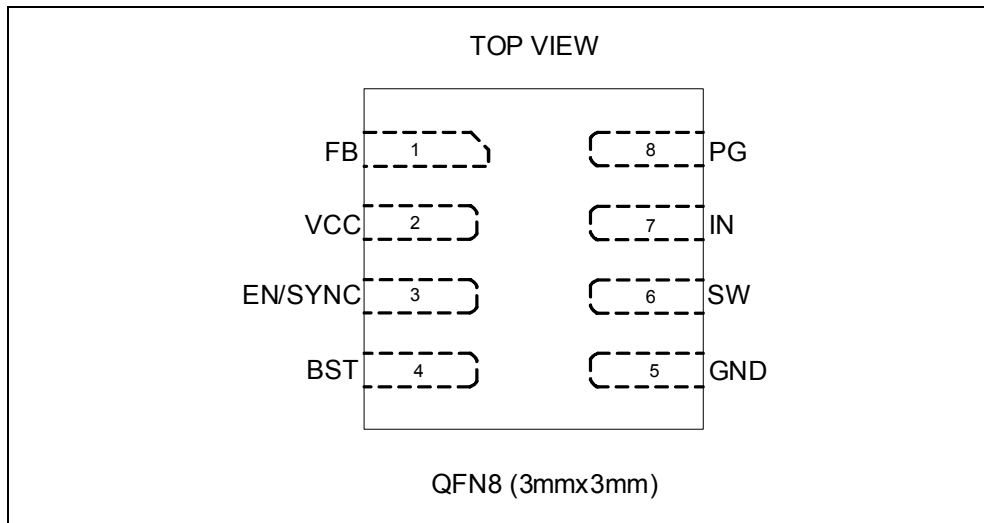 TOP VIEW
FB 1 8 PG
VCC 2 7 IN
EN/SYNC 3 6 SW
BST 4 5 GND
QFN8 (3mmx3mm)